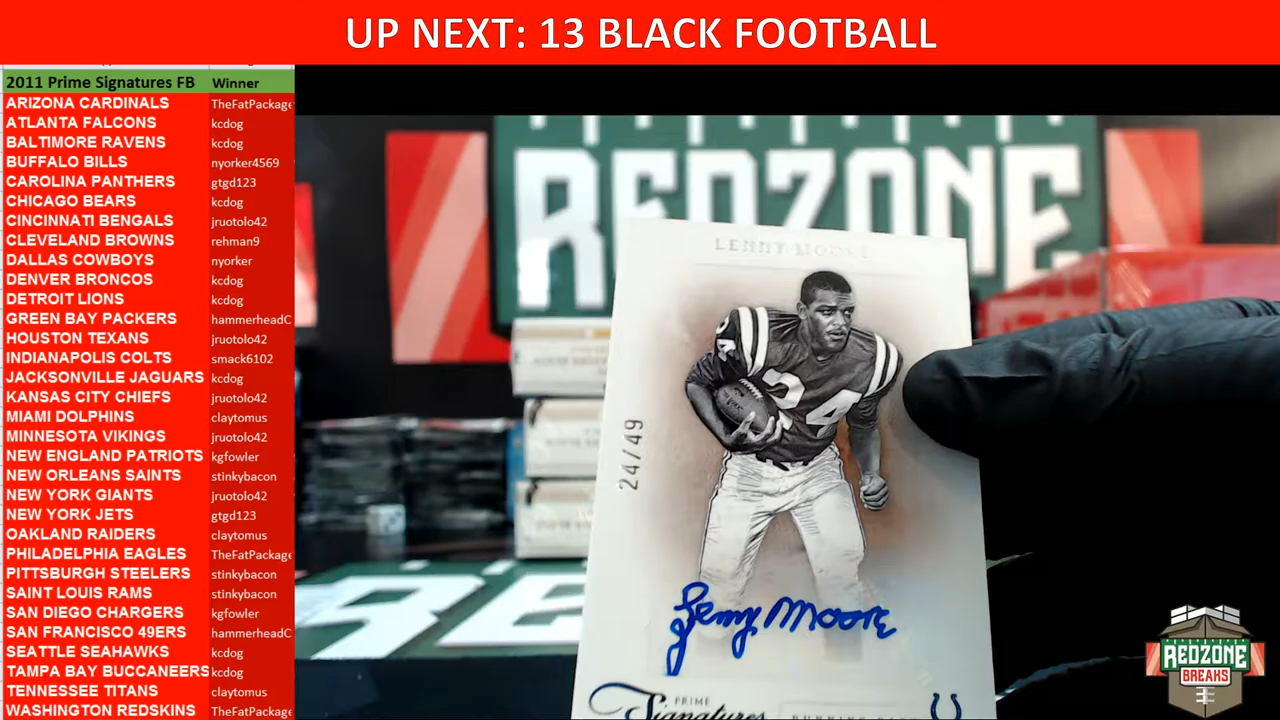 UP NEXT: 13 BLACK FOOTBALL
2011 Prime Signatures FB Winner
ARIZONA CARDINALS TheFatPackage
ATLANTA FALCONS kcdog
BALTIMORE RAVENS kcdog
BUFFALO BILLS nyorker4569
CAROLINA PANTHERS gtgd123
CHICAGO BEARS kcdog
CINCINNATI BENGALS jruotolo42
CLEVELAND BROWNS rehman9
DALLAS COWBOYS nyorker
DENVER BRONCOS kcdog
DETROIT LIONS kcdog
GREEN BAY PACKERS hammerheadC
HOUSTON TEXANS jruotolo42
INDIANAPOLIS COLTS smack6102
JACKSONVILLE JAGUARS kcdog
KANSAS CITY CHIEFS jruotolo42
MIAMI DOLPHINS claytomus
MINNESOTA VIKINGS jruotolo42
NEW ENGLAND PATRIOTS kgfowler
NEW ORLEANS SAINTS stinkybacon
NEW YORK GIANTS jruotolo42
NEW YORK JETS gtgd123
OAKLAND RAIDERS claytomus
PHILADELPHIA EAGLES TheFatPackage
PITTSBURGH STEELERS stinkybacon
SAINT LOUIS RAMS stinkybacon
SAN DIEGO CHARGERS kgfowler
SAN FRANCISCO 49ERS hammerheadC
SEATTLE SEAHAWKS kcdog
TAMPA BAY BUCCANEERS kcdog
TENNESSEE TITANS claytomus
WASHINGTON REDSKINS TheFatPackage
REDZONE
LENNY MOORE
24
24/49
Lenny Moore
PRIME
Signatures
REDZONE
BREAKS